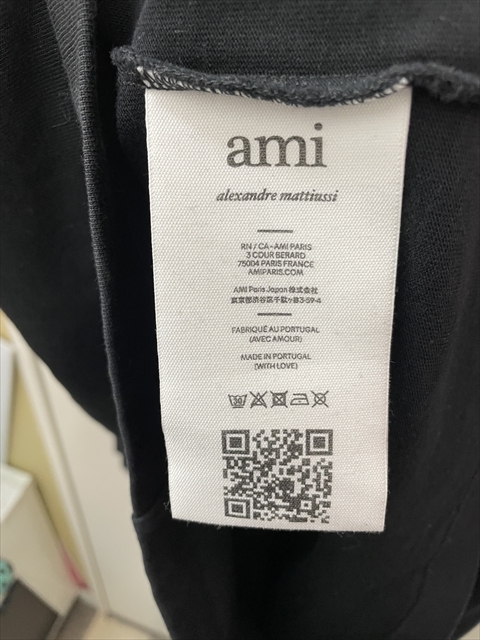 ami
alexandre mattiussi
RN / CA-AMI PARIS
3 COUR BERARD
75004 PARIS FRANCE
AMIPARIS.COM
AMI Paris Japan 株式会社
東京都渋谷区千駄ヶ谷3-59-4
FABRIQUÉ AU PORTUGAL
(AVEC AMOUR)
MADE IN PORTUGAL
(WITH LOVE)
30